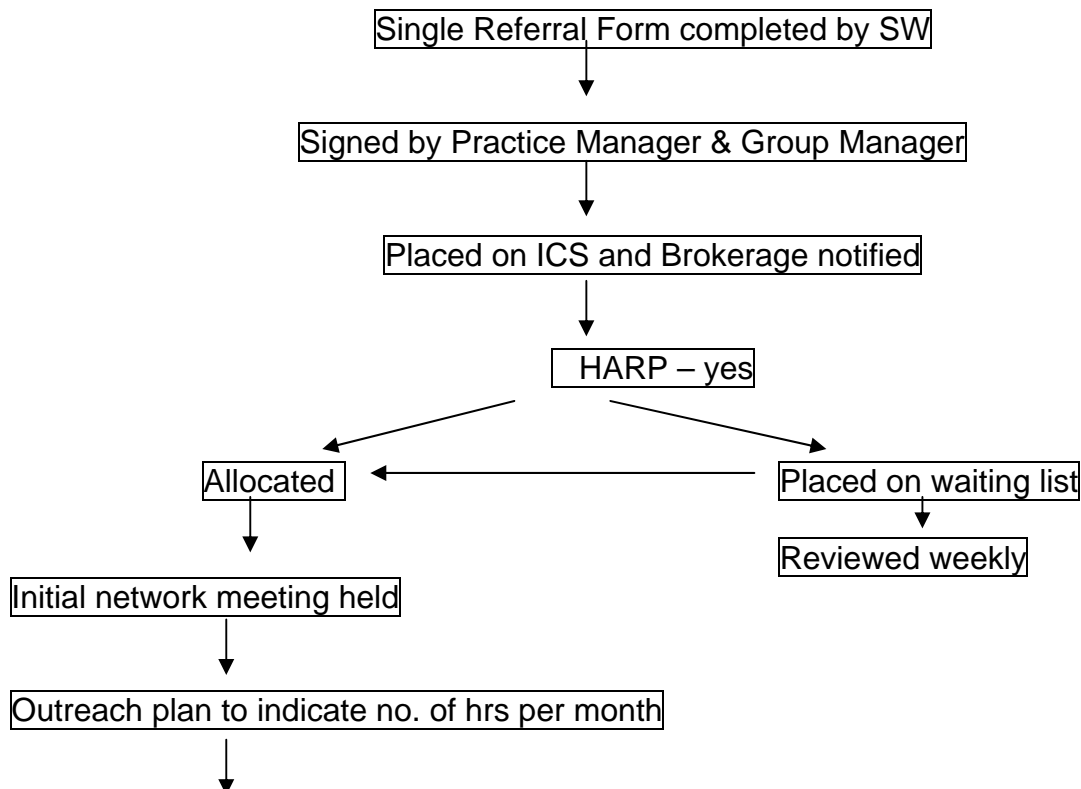 Single Referral Form completed by SW
Signed by Practice Manager & Group Manager
Placed on ICS and Brokerage notified
HARP – yes
Allocated
Placed on waiting list
Reviewed weekly
Initial network meeting held
Outreach plan to indicate no. of hrs per month